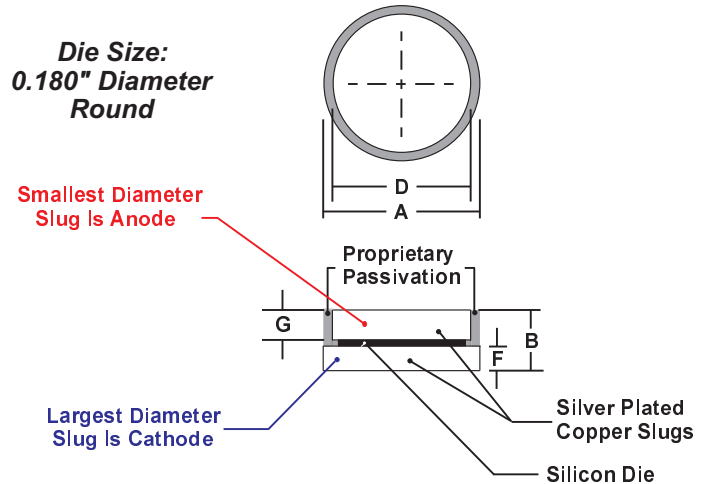 Die Size:
0.180" Diameter
Round
D
A
Smallest Diameter
Slug Is Anode
Proprietary
Passivation
G
B
F
Largest Diameter
Slug Is Cathode
Silver Plated
Copper Slugs
Silicon Die